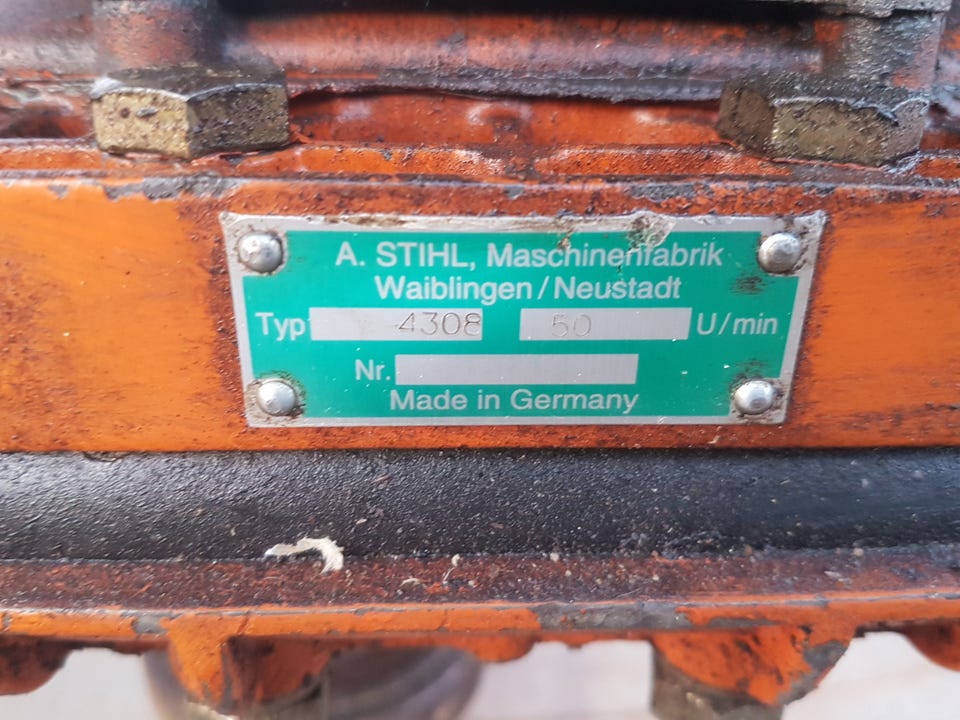 A. STIHL, Maschinenfabrik
Waiblingen/Neustadt
Typ 4308 50 U/min
Nr.
Made in Germany